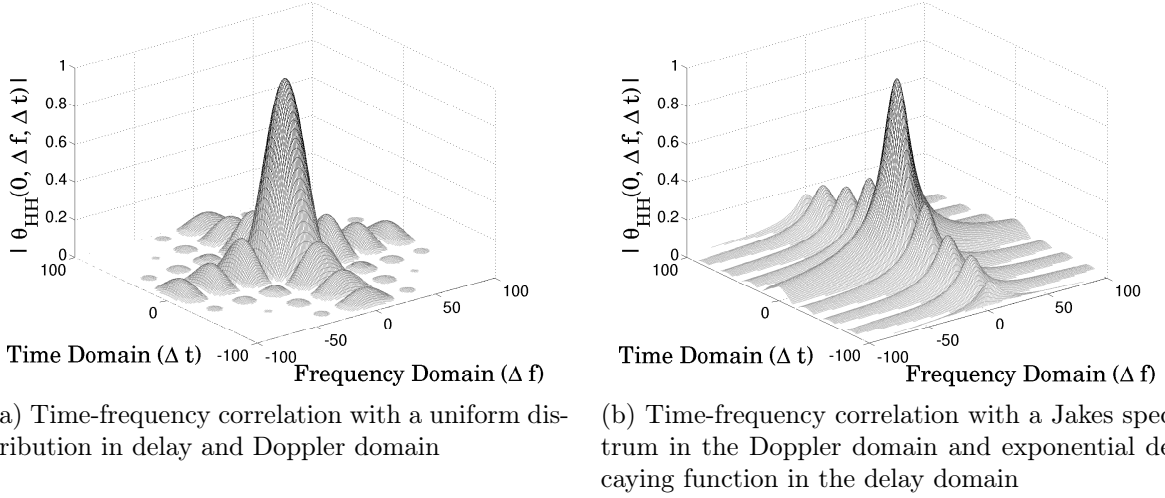 1
0.8
0.6
0.4
0.2
0
100
0
-100
-100
-50
0
50
100
| θHH(0, Δ f, Δ t) |
Time Domain (Δ t)
Frequency Domain (Δ f)
1
0.8
0.6
0.4
0.2
0
100
0
-100
-100
-50
0
50
100
| θHH(0, Δ f, Δ t) |
Time Domain (Δ t)
Frequency Domain (Δ f)
a) Time-frequency correlation with a uniform dis-
ribution in delay and Doppler domain
(b) Time-frequency correlation with a Jakes spec
trum in the Doppler domain and exponential de
caying function in the delay domain